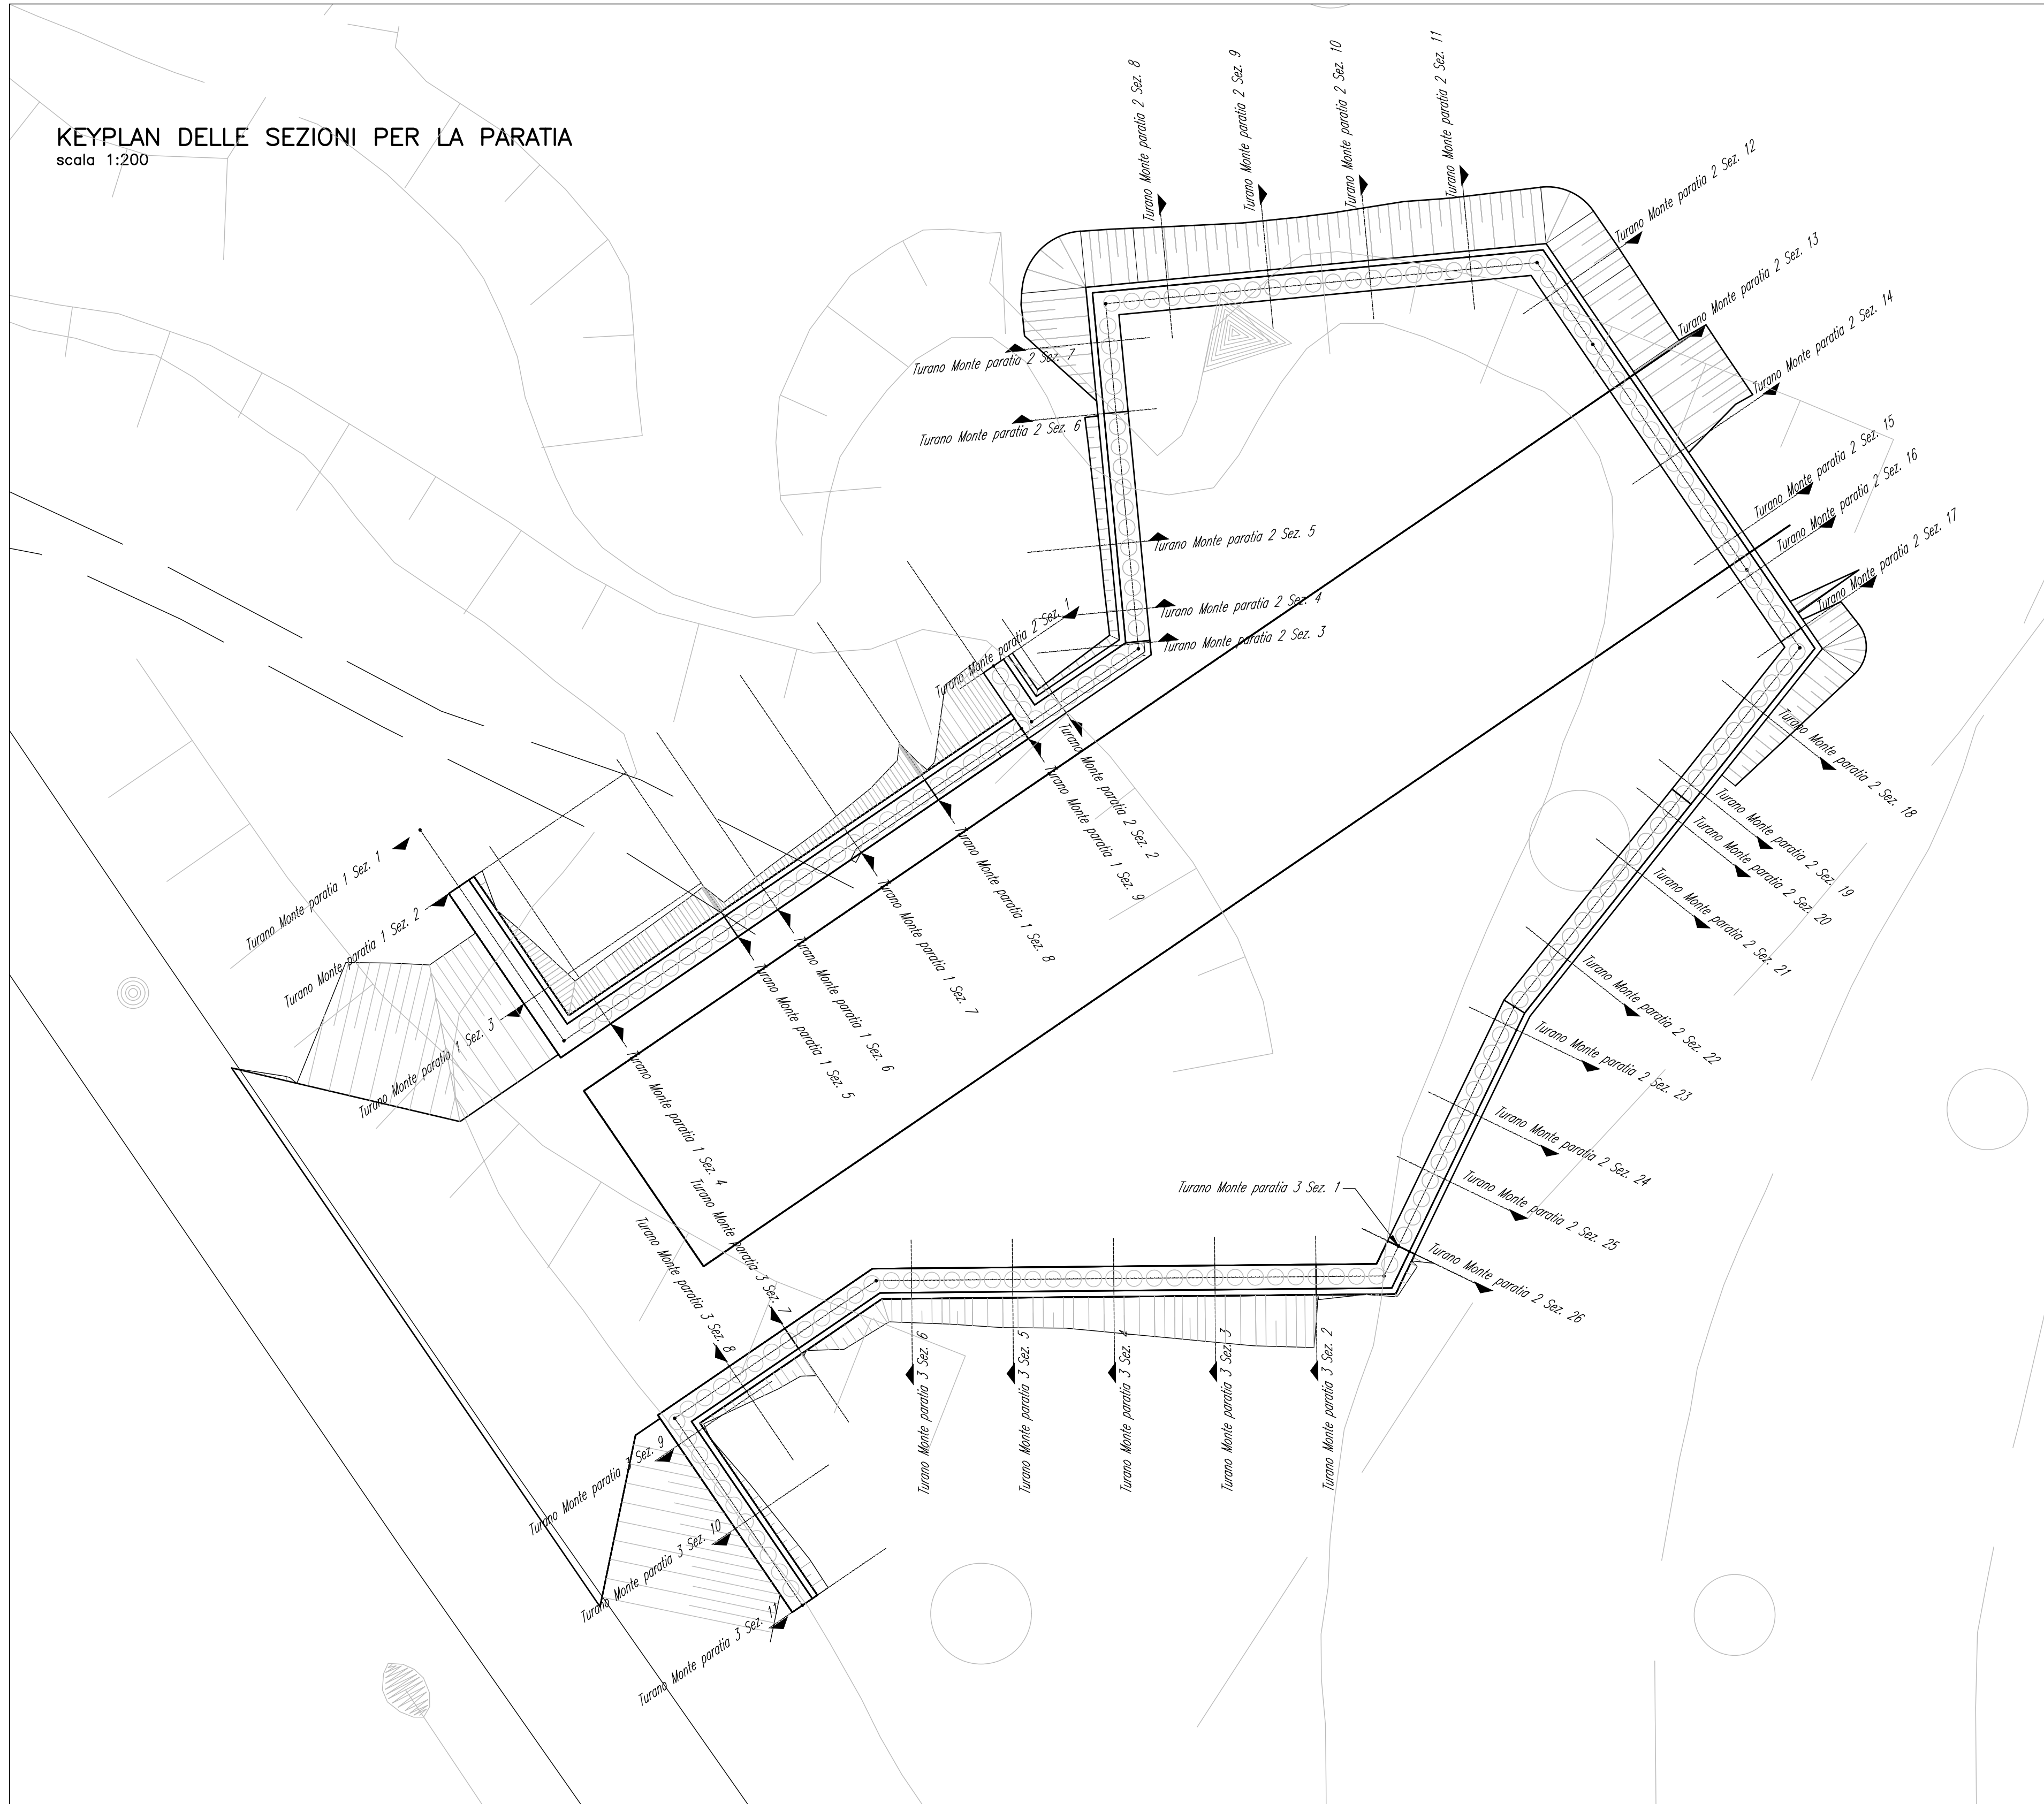 KEYPLAN DELLE SEZIONI PER LA PARATIA
scala 1:200
Turano Monte paratia 2 Sez. 8
Turano Monte paratia 2 Sez. 9
Turano Monte paratia 2 Sez. 10
Turano Monte paratia 2 Sez. 11
Turano Monte paratia 2 Sez. 12
Turano Monte paratia 2 Sez. 13
Turano Monte paratia 2 Sez. 14
Turano Monte paratia 2 Sez. 7
Turano Monte paratia 2 Sez. 6
Turano Monte paratia 2 Sez. 15
Turano Monte paratia 2 Sez. 16
Turano Monte paratia 2 Sez. 17
Turano Monte paratia 2 Sez. 5
Turano Monte paratia 2 Sez. 4
Turano Monte paratia 2 Sez. 3
Turano Monte paratia 2 Sez. 1
Turano Monte paratia 2 Sez. 2
Turano Monte paratia 1 Sez. 9
Turano Monte paratia 1 Sez. 8
Turano Monte paratia 1 Sez. 7
Turano Monte paratia 1 Sez. 6
Turano Monte paratia 1 Sez. 5
Turano Monte paratia 1 Sez. 1
Turano Monte paratia 1 Sez. 2
Turano Monte paratia 1 Sez. 3
Turano Monte paratia 1 Sez. 4
Turano Monte paratia 2 Sez. 18
Turano Monte paratia 2 Sez. 19
Turano Monte paratia 2 Sez. 20
Turano Monte paratia 2 Sez. 21
Turano Monte paratia 2 Sez. 22
Turano Monte paratia 2 Sez. 23
Turano Monte paratia 2 Sez. 24
Turano Monte paratia 2 Sez. 25
Turano Monte paratia 2 Sez. 26
Turano Monte paratia 3 Sez. 1
Turano Monte paratia 3 Sez. 7
Turano Monte paratia 3 Sez. 8
Turano Monte paratia 3 Sez. 6
Turano Monte paratia 3 Sez. 5
Turano Monte paratia 3 Sez. 4
Turano Monte paratia 3 Sez. 3
Turano Monte paratia 3 Sez. 2
Turano Monte paratia 3 Sez. 9
Turano Monte paratia 3 Sez. 10
Turano Monte paratia 3 Sez. 11